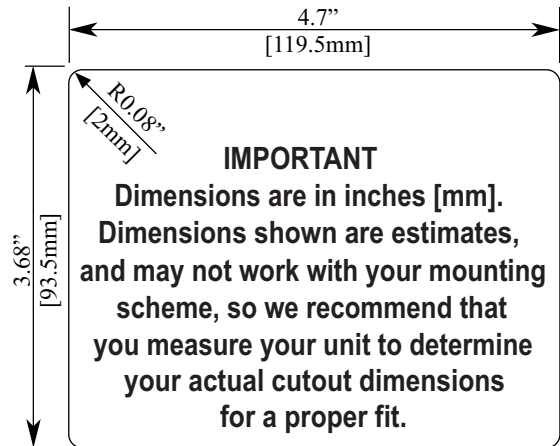 4.7”
[119.5mm]
R0.08”
[2mm]
3.68”
[93.5mm]
IMPORTANT
Dimensions are in inches [mm].
Dimensions shown are estimates,
and may not work with your mounting
scheme, so we recommend that
you measure your unit to determine
your actual cutout dimensions
for a proper fit.